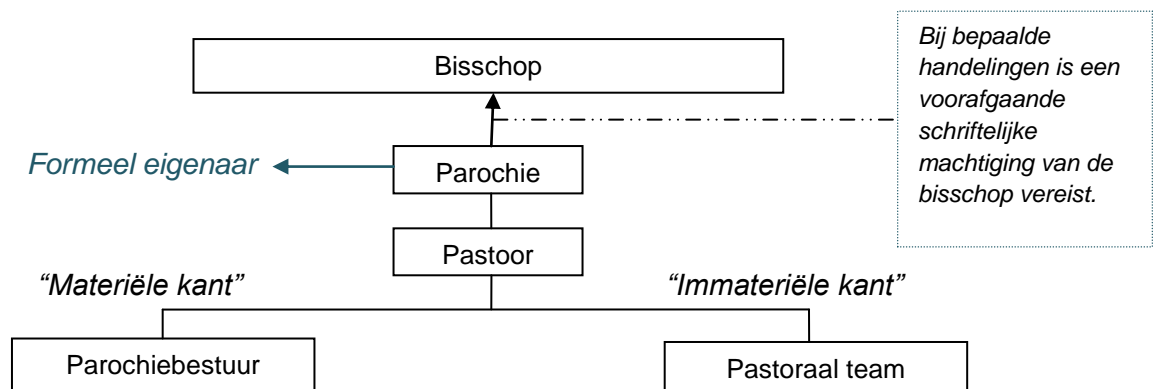 Bisschop
Bij bepaalde
handelingen is een
voorafgaande
schriftelijke
machtiging van de
bisschop vereist.
Formeel eigenaar
Parochie
Pastoor
“Materiële kant”
“Immateriële kant”
Parochiebestuur
Pastoraal team